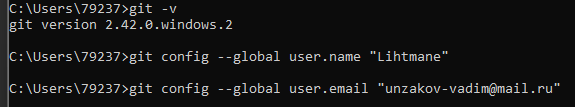 C:\Users\79237>git -v
git version 2.42.0.windows.2
C:\Users\79237>git config --global user.name "Lihtmane"
C:\Users\79237>git config --global user.email "unzakov-vadim@mail.ru"